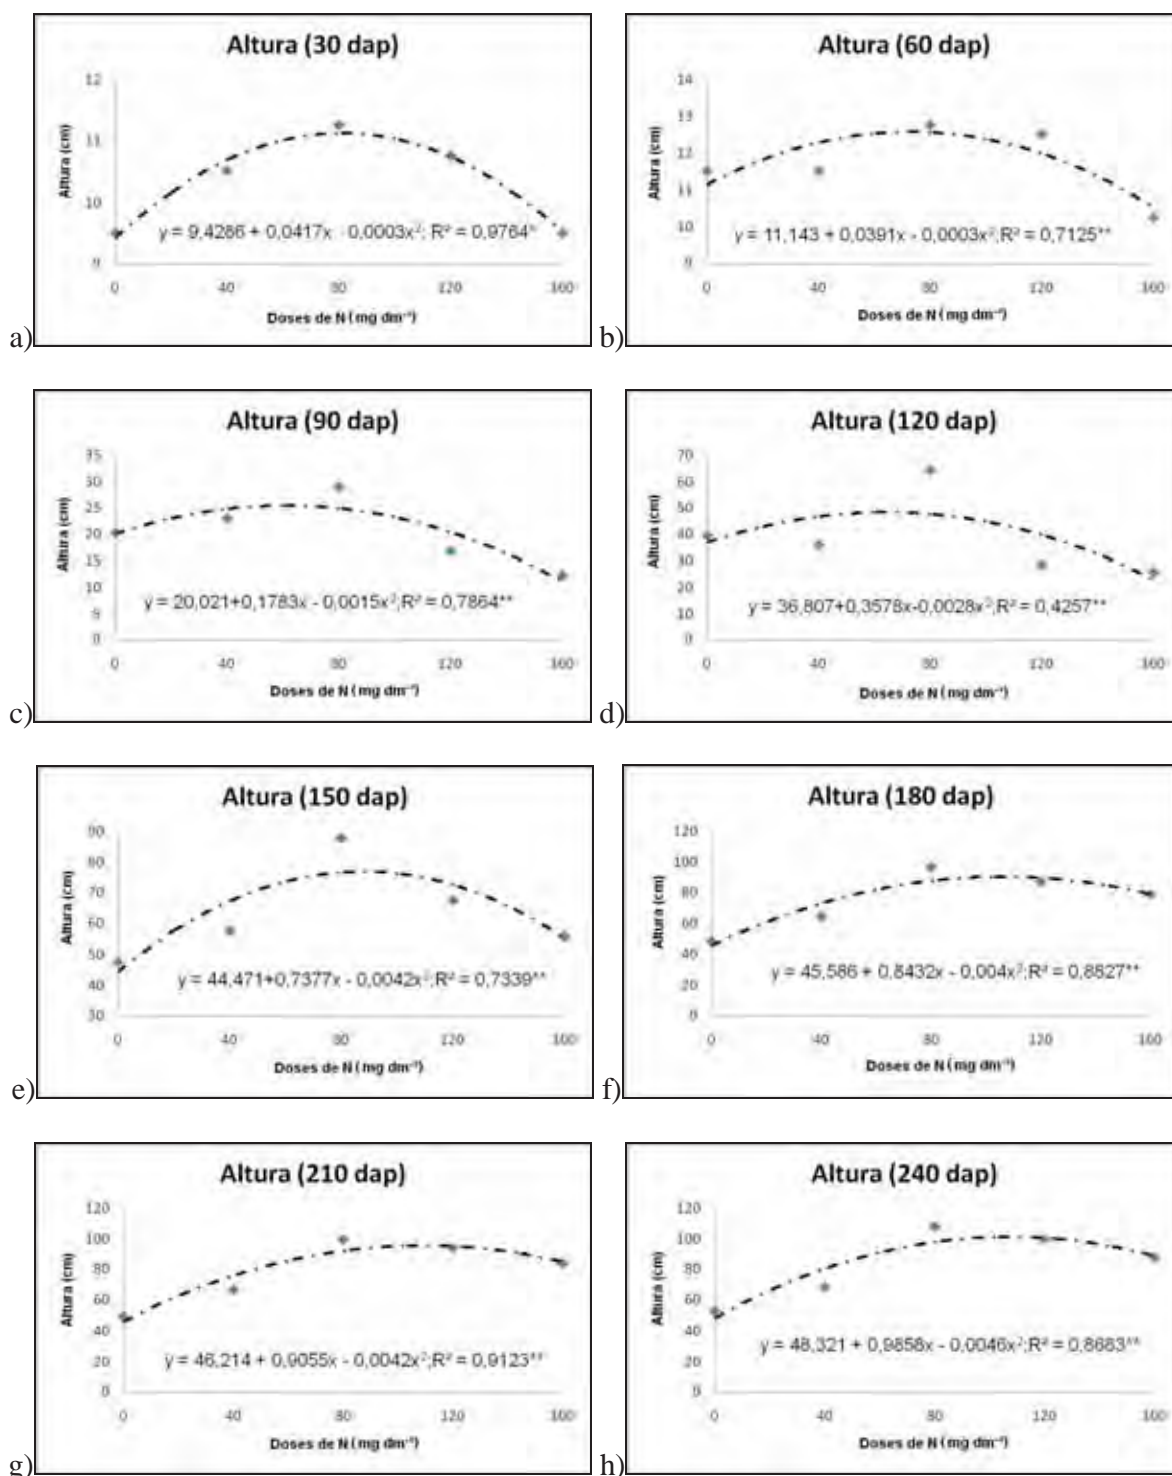 Altura (30 dap)
12
11
10
9
Altura (cm)
y = 9,4286 + 0,0417x - 0,0003x²; R² = 0,9764*
0 40 80 120 160
Doses de N (mg dm⁻³)
a)
Altura (60 dap)
14
13
12
11
10
9
Altura (cm)
y = 11,143 + 0,0391x - 0,0003x²;R² = 0,7125**
0 40 80 120 160
Doses de N (mg dm⁻³)
b)
Altura (90 dap)
35
30
25
20
15
10
5
0
Altura (cm)
y = 20,021+0,1783x - 0,0015x²;R² = 0,7864**
0 40 80 120 160
Doses de N (mg dm⁻³)
c)
Altura (120 dap)
70
60
50
40
30
20
10
0
Altura (cm)
y = 36,807+0,3578x-0,0028x²;R² = 0,4257**
0 40 80 120 160
Doses de N (mg dm⁻³)
d)
Altura (150 dap)
90
80
70
60
50
40
30
Altura (cm)
y = 44,471+0,7377x - 0,0042x²;R² = 0,7339**
0 40 80 120 160
Doses de N (mg dm⁻³)
e)
Altura (180 dap)
120
100
80
60
40
20
0
Altura (cm)
y = 45,586 + 0,8432x - 0,004x²;R² = 0,8827**
0 40 80 120 160
Doses de N (mg dm⁻³)
f)
Altura (210 dap)
120
100
80
60
40
20
0
Altura (cm)
y = 46,214 + 0,9055x - 0,0042x²;R² = 0,9123**
0 40 80 120 160
Doses de N (mg dm⁻³)
g)
Altura (240 dap)
120
100
80
60
40
20
0
Altura (cm)
y = 48,321 + 0,9858x - 0,0046x²;R² = 0,8683**
0 40 80 120 160
Doses de N (mg dm⁻³)
h)